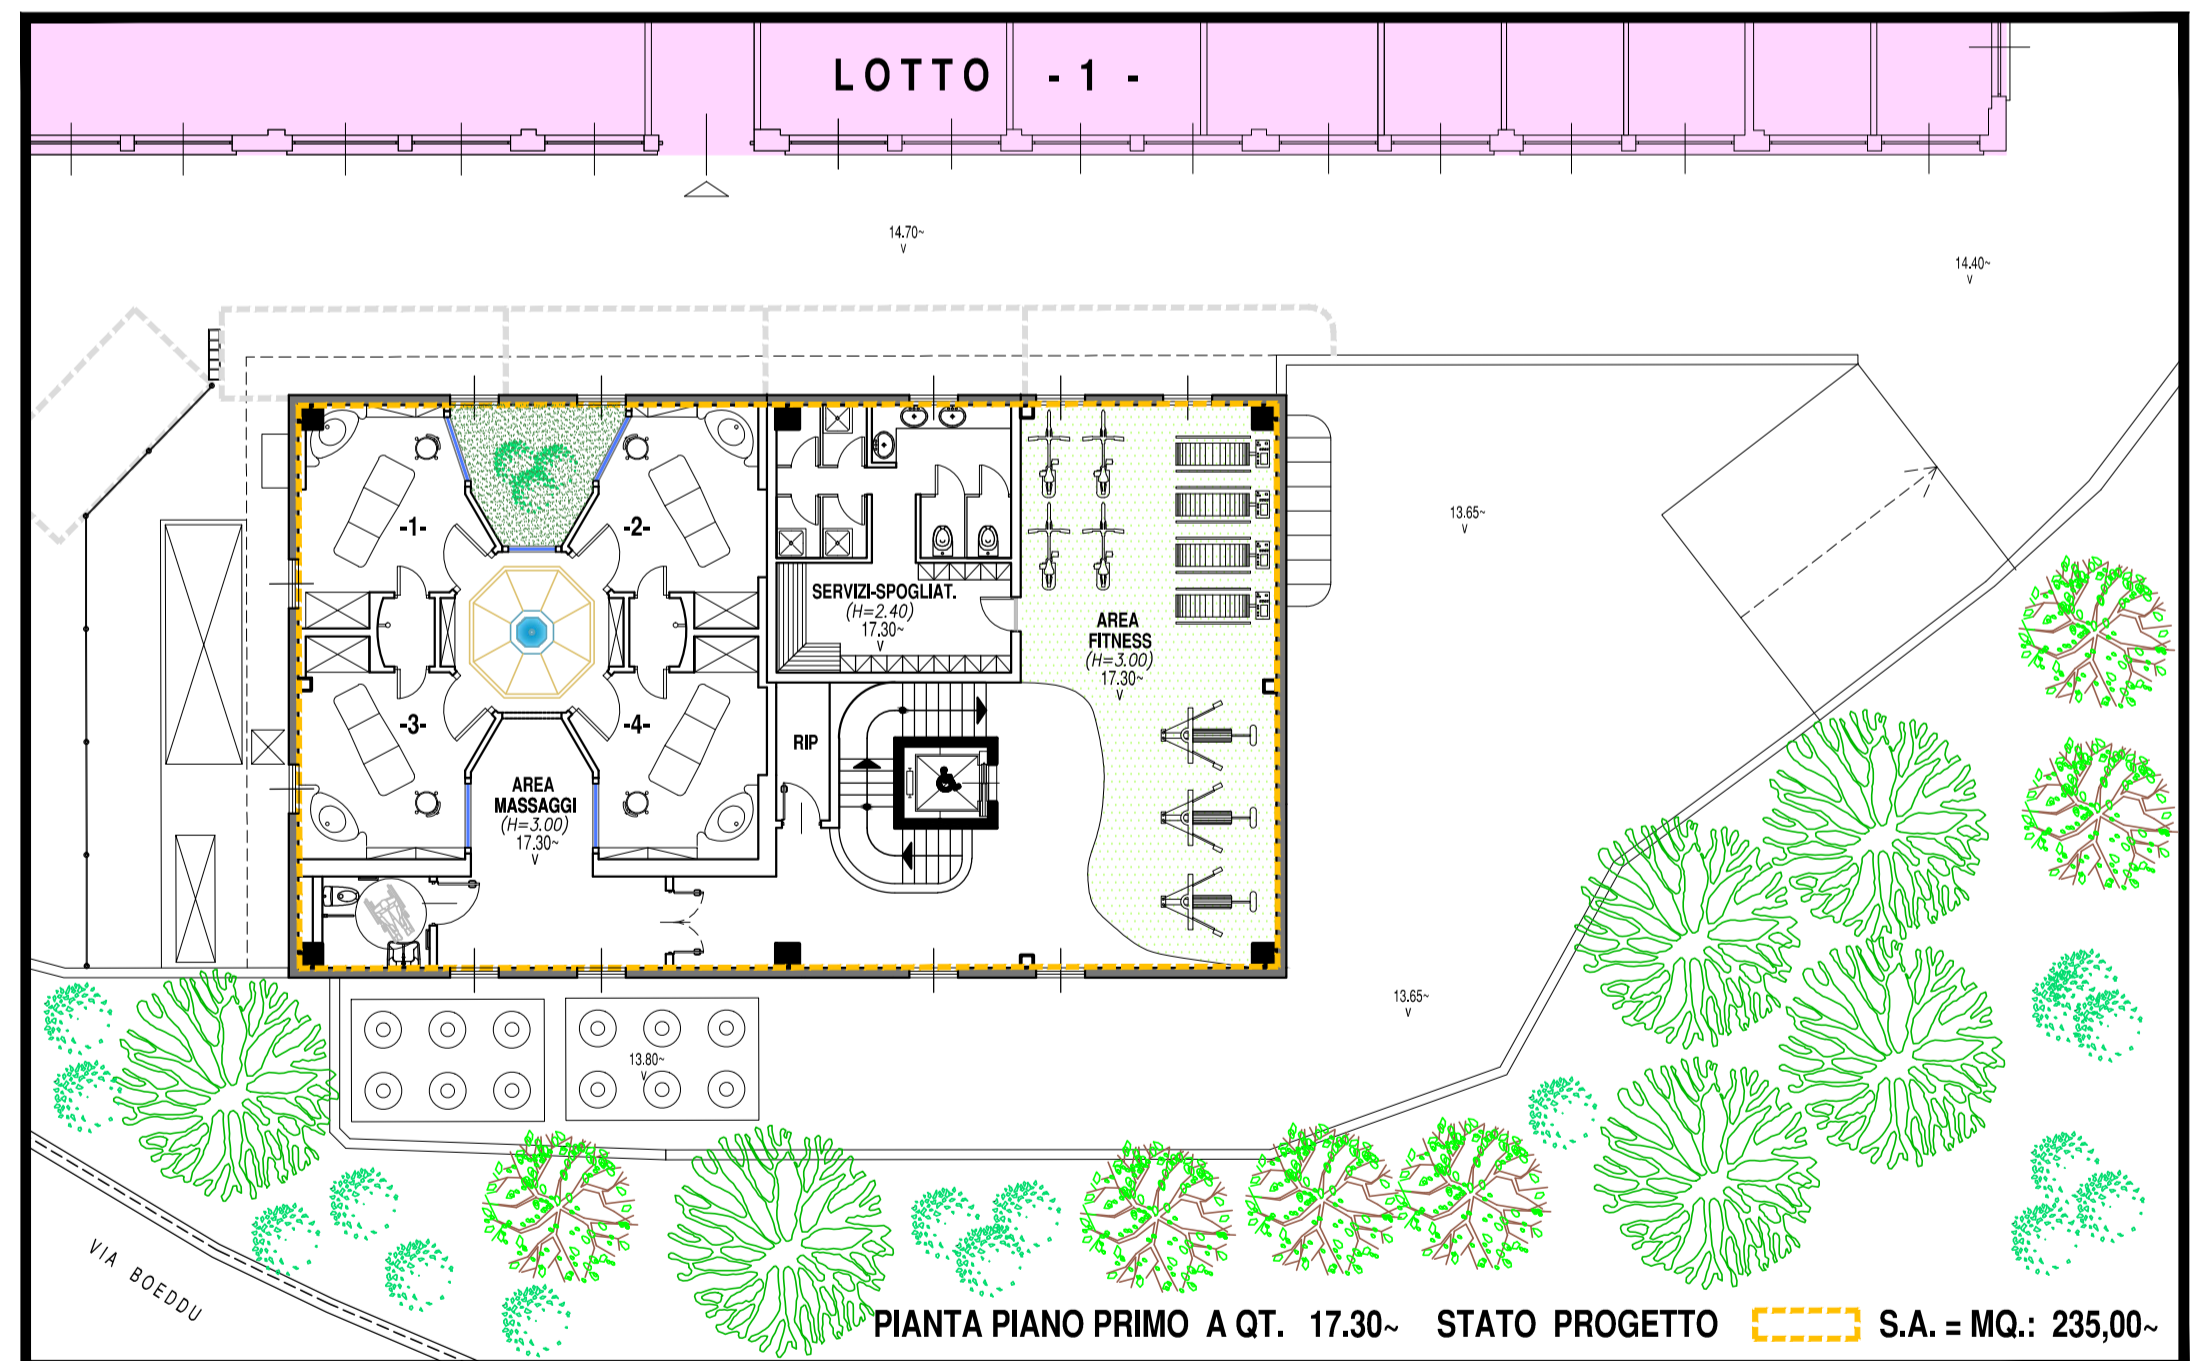 LOTTO - 1 -
14.70~
14.40~
13.65~
-1-
-2-
SERVIZI-SPOGLIAT.
(H=2.40)
17.30~
AREA
FITNESS
(H=3.00)
17.30~
-3-
-4-
RIP
AREA
MASSAGGI
(H=3.00)
17.30~
13.65~
13.80~
VIA BOEDDU
PIANTA PIANO PRIMO A QT. 17.30~ STATO PROGETTO S.A. = MQ.: 235,00~